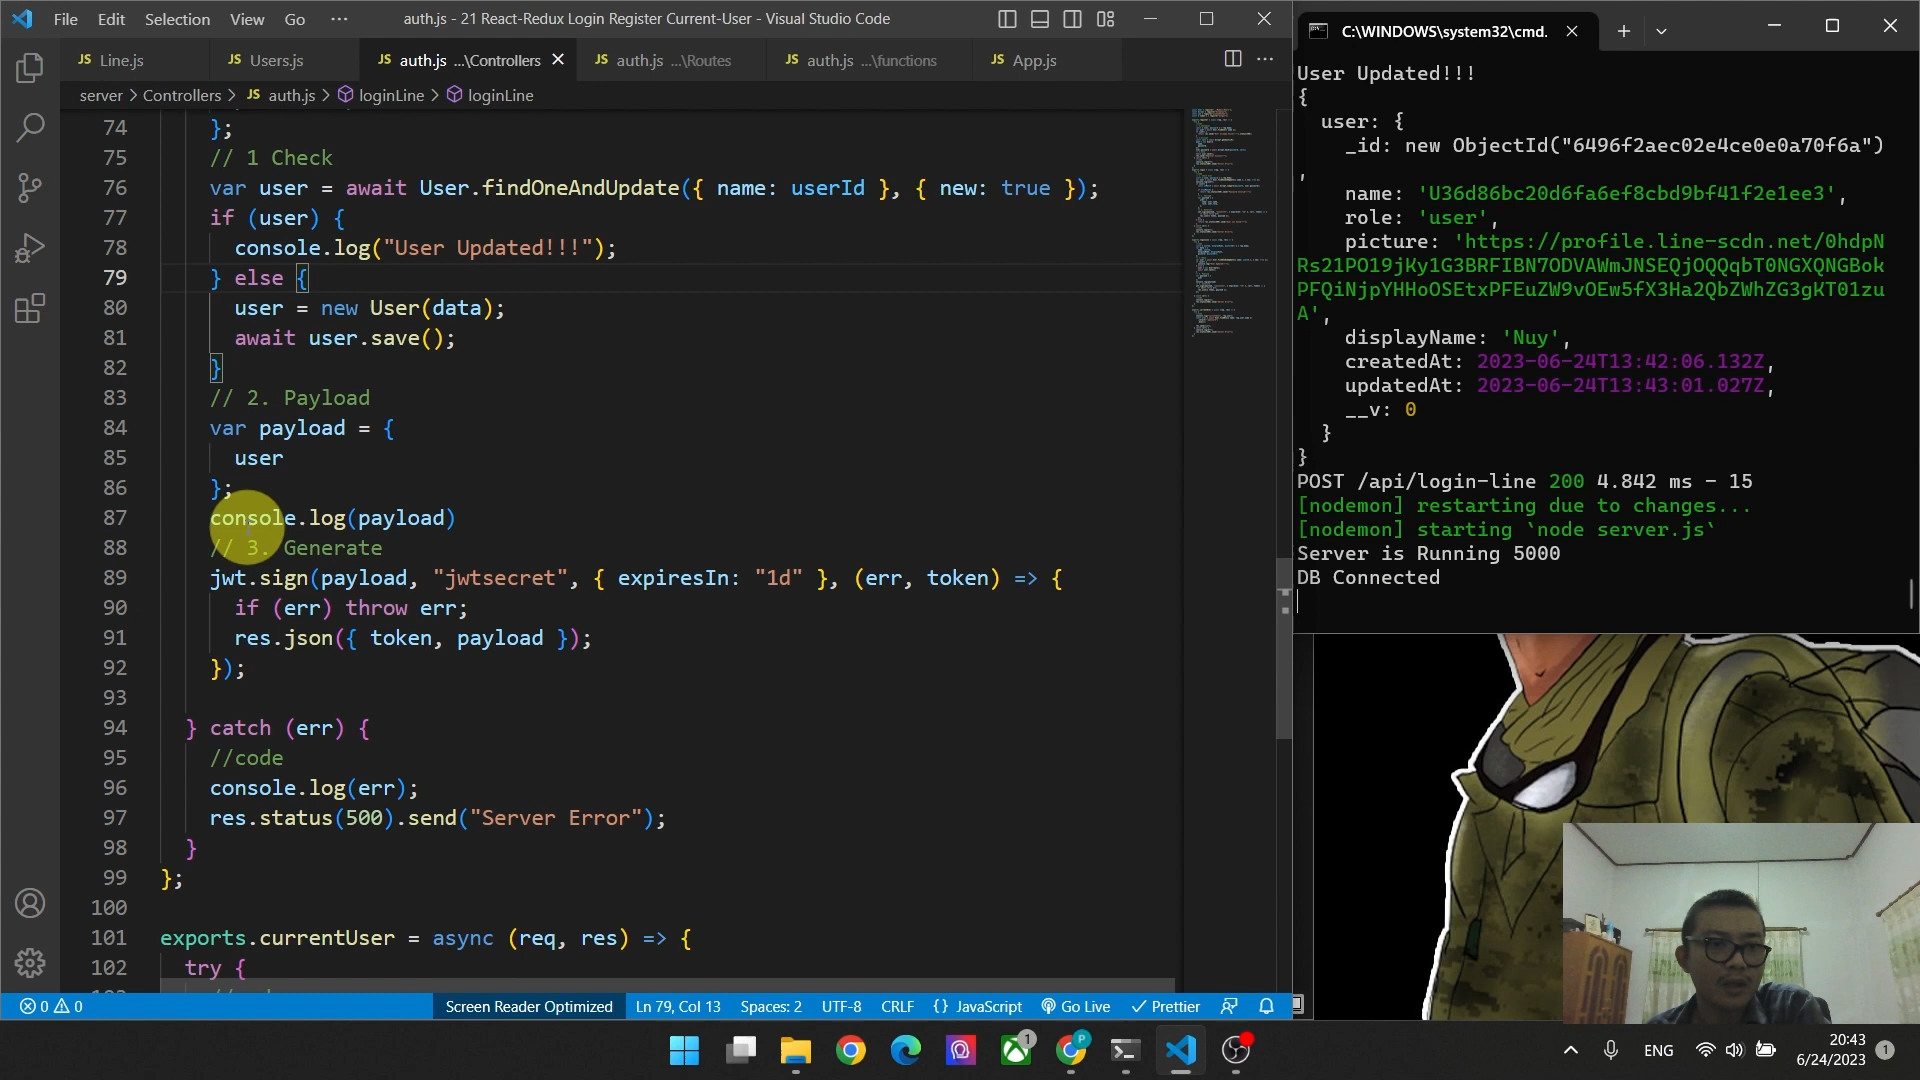 File Edit Selection View Go ··· auth.js - 21 React-Redux Login Register Current-User - Visual Studio Code
JS Line.js JS Users.js JS auth.js ...\Controllers JS auth.js ...\Routes JS auth.js ...\functions JS App.js ···
server > Controllers > JS auth.js > loginLine > loginLine
74 };
75 // 1 Check
76 var user = await User.findOneAndUpdate({ name: userId }, { new: true });
77 if (user) {
78 console.log("User Updated!!!");
79 } else {
80 user = new User(data);
81 await user.save();
82 }
83 // 2. Payload
84 var payload = {
85 user
86 };
87 console.log(payload)
88 // 3. Generate
89 jwt.sign(payload, "jwtsecret", { expiresIn: "1d" }, (err, token) => {
90 if (err) throw err;
91 res.json({ token, payload });
92 });
93
94 } catch (err) {
95 //code
96 console.log(err);
97 res.status(500).send("Server Error");
98 }
99 };
100
101 exports.currentUser = async (req, res) => {
102 try {
0 0 Screen Reader Optimized Ln 79, Col 13 Spaces: 2 UTF-8 CRLF {} JavaScript Go Live Prettier
C:\WINDOWS\system32\cmd.
User Updated!!!
{
user: {
_id: new ObjectId("6496f2aec02e4ce0e0a70f6a")
,
name: 'U36d86bc20d6fa6ef8cbd9bf41f2e1ee3',
role: 'user',
picture: 'https://profile.line-scdn.net/0hdpN
Rs21PO19jKy1G3BRFIBN7ODVAWmJNSEQjOQQqbT0NGXQNGBok
PFQiNjpYHHoOSEtxPFEuZW9vOEw5fX3Ha2QbZWhZG3gKT01zu
A',
displayName: 'Nuy',
createdAt: 2023-06-24T13:42:06.132Z,
updatedAt: 2023-06-24T13:43:01.027Z,
__v: 0
}
}
POST /api/login-line 200 4.842 ms - 15
[nodemon] restarting due to changes...
[nodemon] starting `node server.js`
Server is Running 5000
DB Connected
1 P ENG 20:43
6/24/2023 1